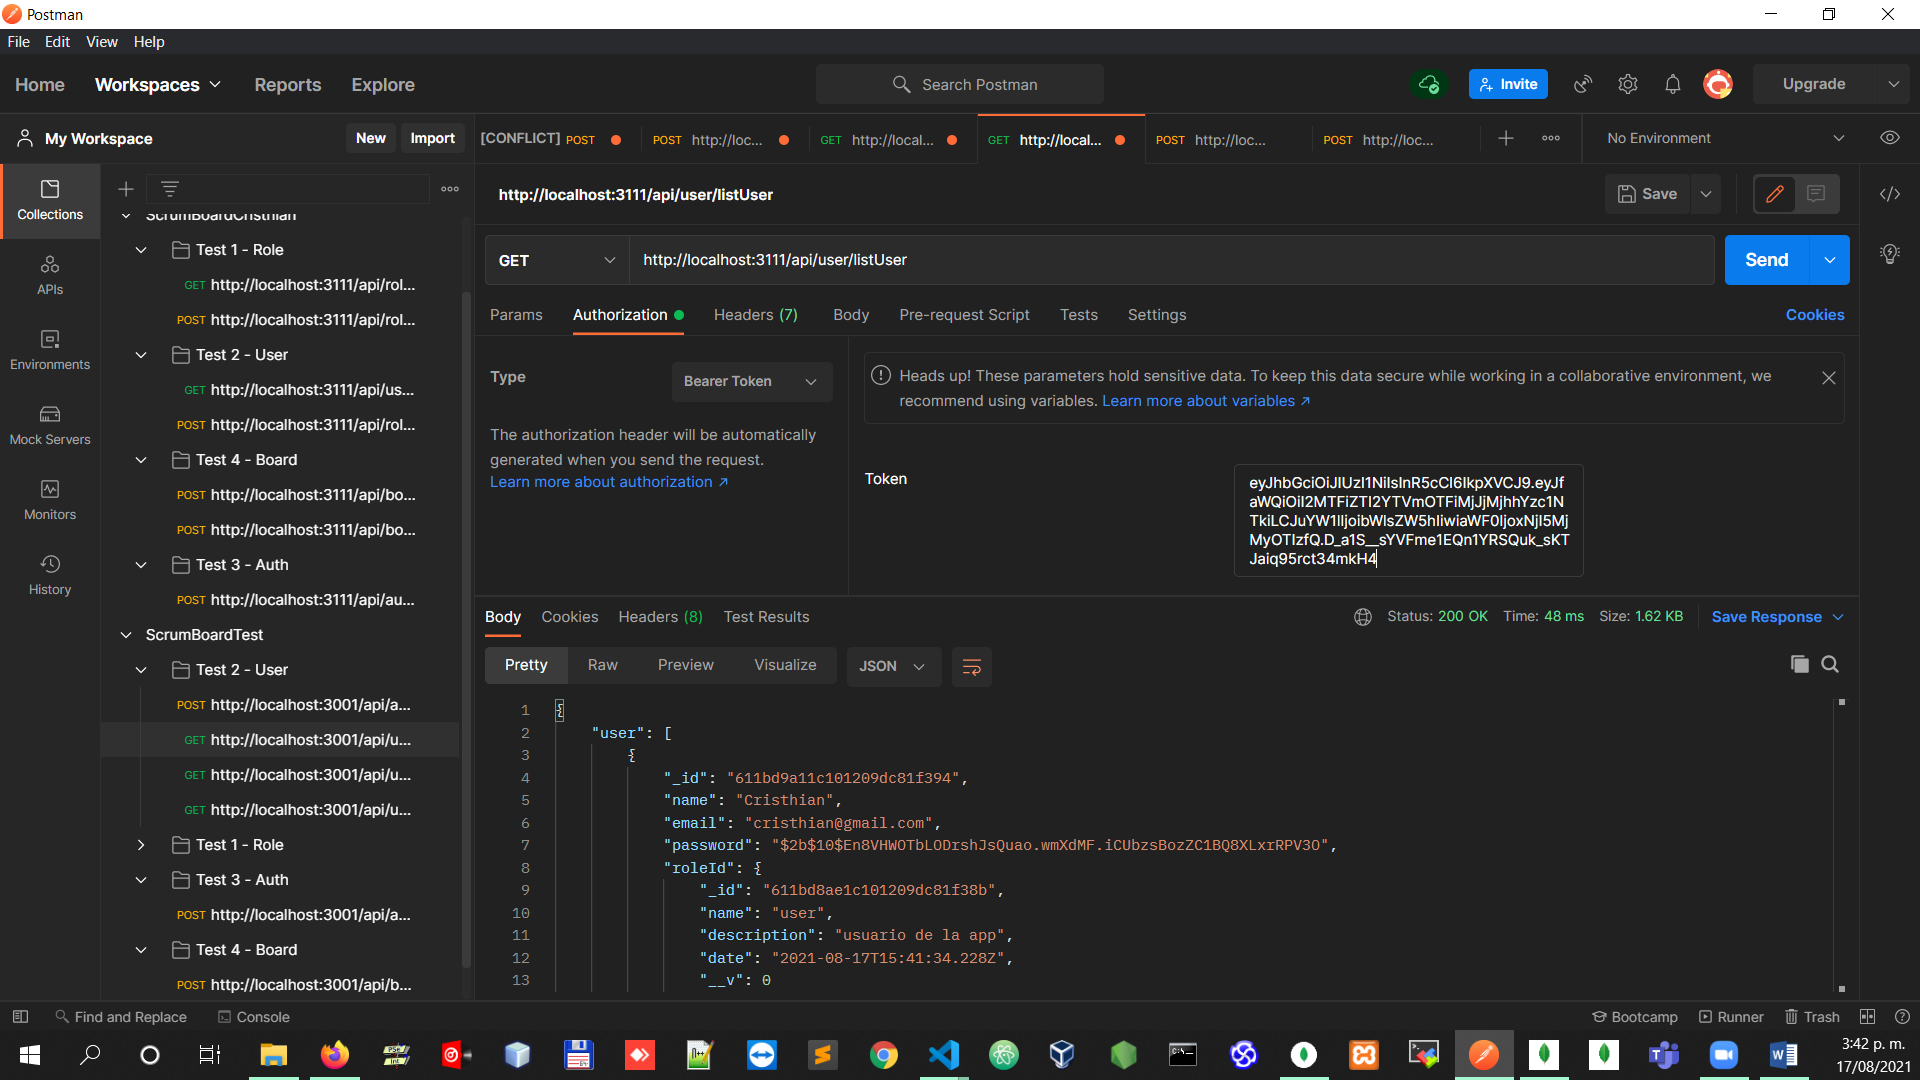 Postman
File Edit View Help
Home Workspaces Reports Explore
Search Postman
Invite
Upgrade
My Workspace
New Import
[CONFLICT] POST
POST http://loc...
GET http://local...
GET http://local...
POST http://loc...
POST http://loc...
No Environment
Collections
APIs
Environments
Mock Servers
Monitors
History
ScrumBoardCristhian
Test 1 - Role
GET http://localhost:3111/api/rol...
POST http://localhost:3111/api/rol...
Test 2 - User
GET http://localhost:3111/api/us...
POST http://localhost:3111/api/rol...
Test 4 - Board
POST http://localhost:3111/api/bo...
POST http://localhost:3111/api/bo...
Test 3 - Auth
POST http://localhost:3111/api/au...
ScrumBoardTest
Test 2 - User
POST http://localhost:3001/api/a...
GET http://localhost:3001/api/u...
GET http://localhost:3001/api/u...
GET http://localhost:3001/api/u...
Test 1 - Role
Test 3 - Auth
POST http://localhost:3001/api/a...
Test 4 - Board
POST http://localhost:3001/api/b...
http://localhost:3111/api/user/listUser
Save
GET http://localhost:3111/api/user/listUser
Send
Params Authorization Headers (7) Body Pre-request Script Tests Settings
Cookies
Type
Bearer Token
The authorization header will be automatically
generated when you send the request.
Learn more about authorization ↗
Heads up! These parameters hold sensitive data. To keep this data secure while working in a collaborative environment, we
recommend using variables. Learn more about variables ↗
Token
eyJhbGciOiJIUzI1NiIsInR5cCI6IkpXVCJ9.eyJf
aWQiOiI2MTFiZTI2YTVmOTFiMjJjMjhhYzc1N
TkiLCJuYW1lIjoibWlsZW5hIiwiaWF0IjoxNjI5Mj
MyOTIzfQ.D_a1S__sYVFme1EQn1YRSQuk_sKT
Jaiq95rct34mkH4
Body Cookies Headers (8) Test Results
Status: 200 OK Time: 48 ms Size: 1.62 KB
Save Response
Pretty Raw Preview Visualize
JSON
1 {
2 "user": [
3 {
4 "_id": "611bd9a11c101209dc81f394",
5 "name": "Cristhian",
6 "email": "cristhian@gmail.com",
7 "password": "$2b$10$En8VHWOTbLODrshJsQuao.wmXdMF.iCUbzsBozZC1BQ8XLxrRPV3O",
8 "roleId": {
9 "_id": "611bd8ae1c101209dc81f38b",
10 "name": "user",
11 "description": "usuario de la app",
12 "date": "2021-08-17T15:41:34.228Z",
13 "__v": 0
Find and Replace
Console
Bootcamp
Runner
Trash
3:42 p. m.
17/08/2021